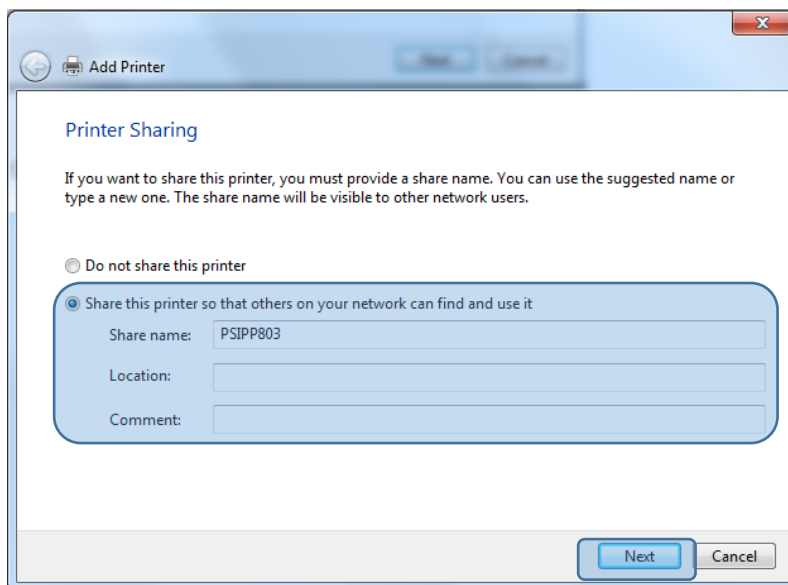 Add Printer
Printer Sharing
If you want to share this printer, you must provide a share name. You can use the suggested name or
type a new one. The share name will be visible to other network users.
Do not share this printer
Share this printer so that others on your network can find and use it
Share name: PSIPP803
Location:
Comment:
Next Cancel